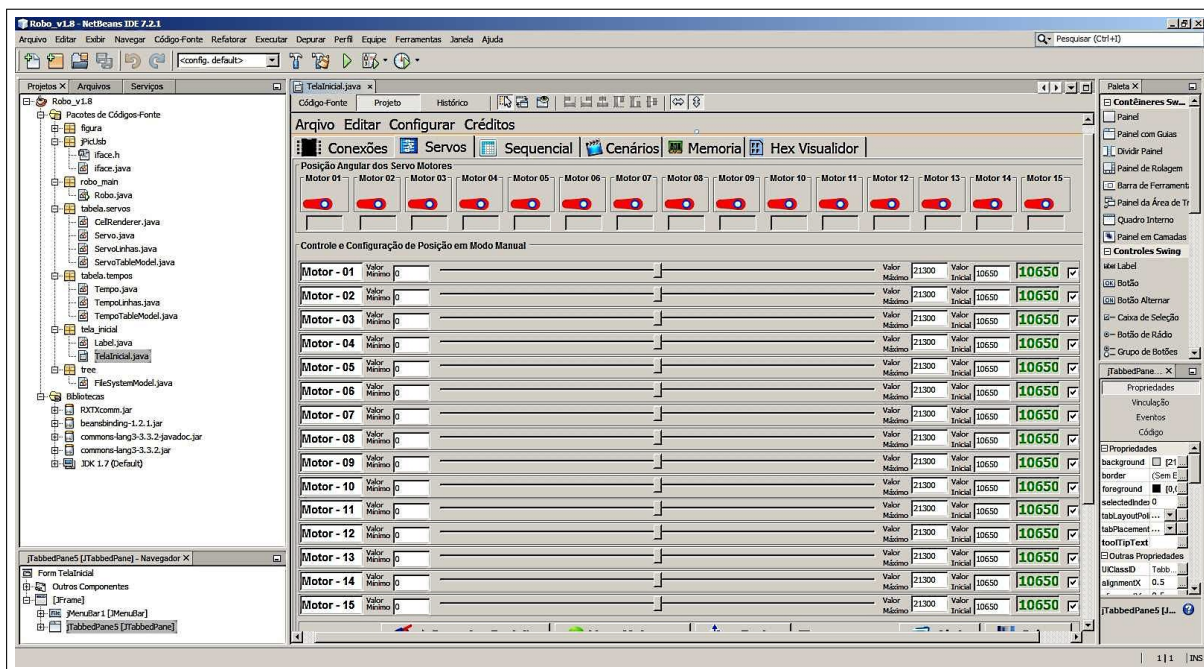 Robo_v1.8 - NetBeans IDE 7.2.1
Arquivo Editar Exibir Navegar Código-Fonte Refatorar Executar Depurar Perfil Equipe Ferramentas Janela Ajuda
Pesquisar (Ctrl+I)
<config. default>
Projetos X Arquivos Serviços
Robo_v1.8
Pacotes de Códigos-Fonte
figura
jPicUsb
iface.h
iface.java
robo_main
Robo.java
tabela.servos
CelRenderer.java
Servo.java
ServoLinhas.java
ServoTableModel.java
tabela.tempos
Tempo.java
TempoLinhas.java
TempoTableModel.java
tela_inicial
Label.java
TelaInicial.java
tree
FileSystemModel.java
Bibliotecas
RXTXcomm.jar
beansbinding-1.2.1.jar
commons-lang3-3.3.2-javadoc.jar
commons-lang3-3.3.2.jar
JDK 1.7 (Default)
jTabbedPane5 [JTabbedPane] - Navegador X
Form TelaInicial
Outros Componentes
[JFrame]
jMenuBar1 [JMenuBar]
jTabbedPane5 [JTabbedPane]
TelaInicial.java x
Código-Fonte Projeto Histórico
Arqivo Editar Configurar Créditos
Conexões Servos Sequencial Cenários Memoria Hex Visualidor
Posição Angular dos Servo Motores
Motor 01 Motor 02 Motor 03 Motor 04 Motor 05 Motor 06 Motor 07 Motor 08 Motor 09 Motor 10 Motor 11 Motor 12 Motor 13 Motor 14 Motor 15
Controle e Configuração de Posição em Modo Manual
Motor - 01 Valor Mínimo 0 Valor Máximo 21300 Valor Inicial 10650 10650
Motor - 02 Valor Mínimo 0 Valor Máximo 21300 Valor Inicial 10650 10650
Motor - 03 Valor Mínimo 0 Valor Máximo 21300 Valor Inicial 10650 10650
Motor - 04 Valor Mínimo 0 Valor Máximo 21300 Valor Inicial 10650 10650
Motor - 05 Valor Mínimo 0 Valor Máximo 21300 Valor Inicial 10650 10650
Motor - 06 Valor Mínimo 0 Valor Máximo 21300 Valor Inicial 10650 10650
Motor - 07 Valor Mínimo 0 Valor Máximo 21300 Valor Inicial 10650 10650
Motor - 08 Valor Mínimo 0 Valor Máximo 21300 Valor Inicial 10650 10650
Motor - 09 Valor Mínimo 0 Valor Máximo 21300 Valor Inicial 10650 10650
Motor - 10 Valor Mínimo 0 Valor Máximo 21300 Valor Inicial 10650 10650
Motor - 11 Valor Mínimo 0 Valor Máximo 21300 Valor Inicial 10650 10650
Motor - 12 Valor Mínimo 0 Valor Máximo 21300 Valor Inicial 10650 10650
Motor - 13 Valor Mínimo 0 Valor Máximo 21300 Valor Inicial 10650 10650
Motor - 14 Valor Mínimo 0 Valor Máximo 21300 Valor Inicial 10650 10650
Motor - 15 Valor Mínimo 0 Valor Máximo 21300 Valor Inicial 10650 10650
Paleta X
Contêineres Sw...
Painel
Painel com Guias
Dividir Painel
Painel de Rolagem
Barra de Ferrament
Painel da Área de Tr
Quadro Interno
Painel em Camadas
Controles Swing
label Label
OK Botão
ON Botão Alternar
Caixa de Seleção
Botão de Rádio
Grupo de Botões
jTabbedPane... X
Propriedades
Vinculação
Eventos
Código
Propriedades
background [21 ...
border (Sem E...
foreground [0,(...
selectedIndex 0 ...
tabLayoutPoli... ...
tabPlacement ... ...
toolTipText ...
Outras Propriedades
UIClassID Tabb...
alignmentX 0.5 ...
jTabbedPane5 [J...
1|1 INS